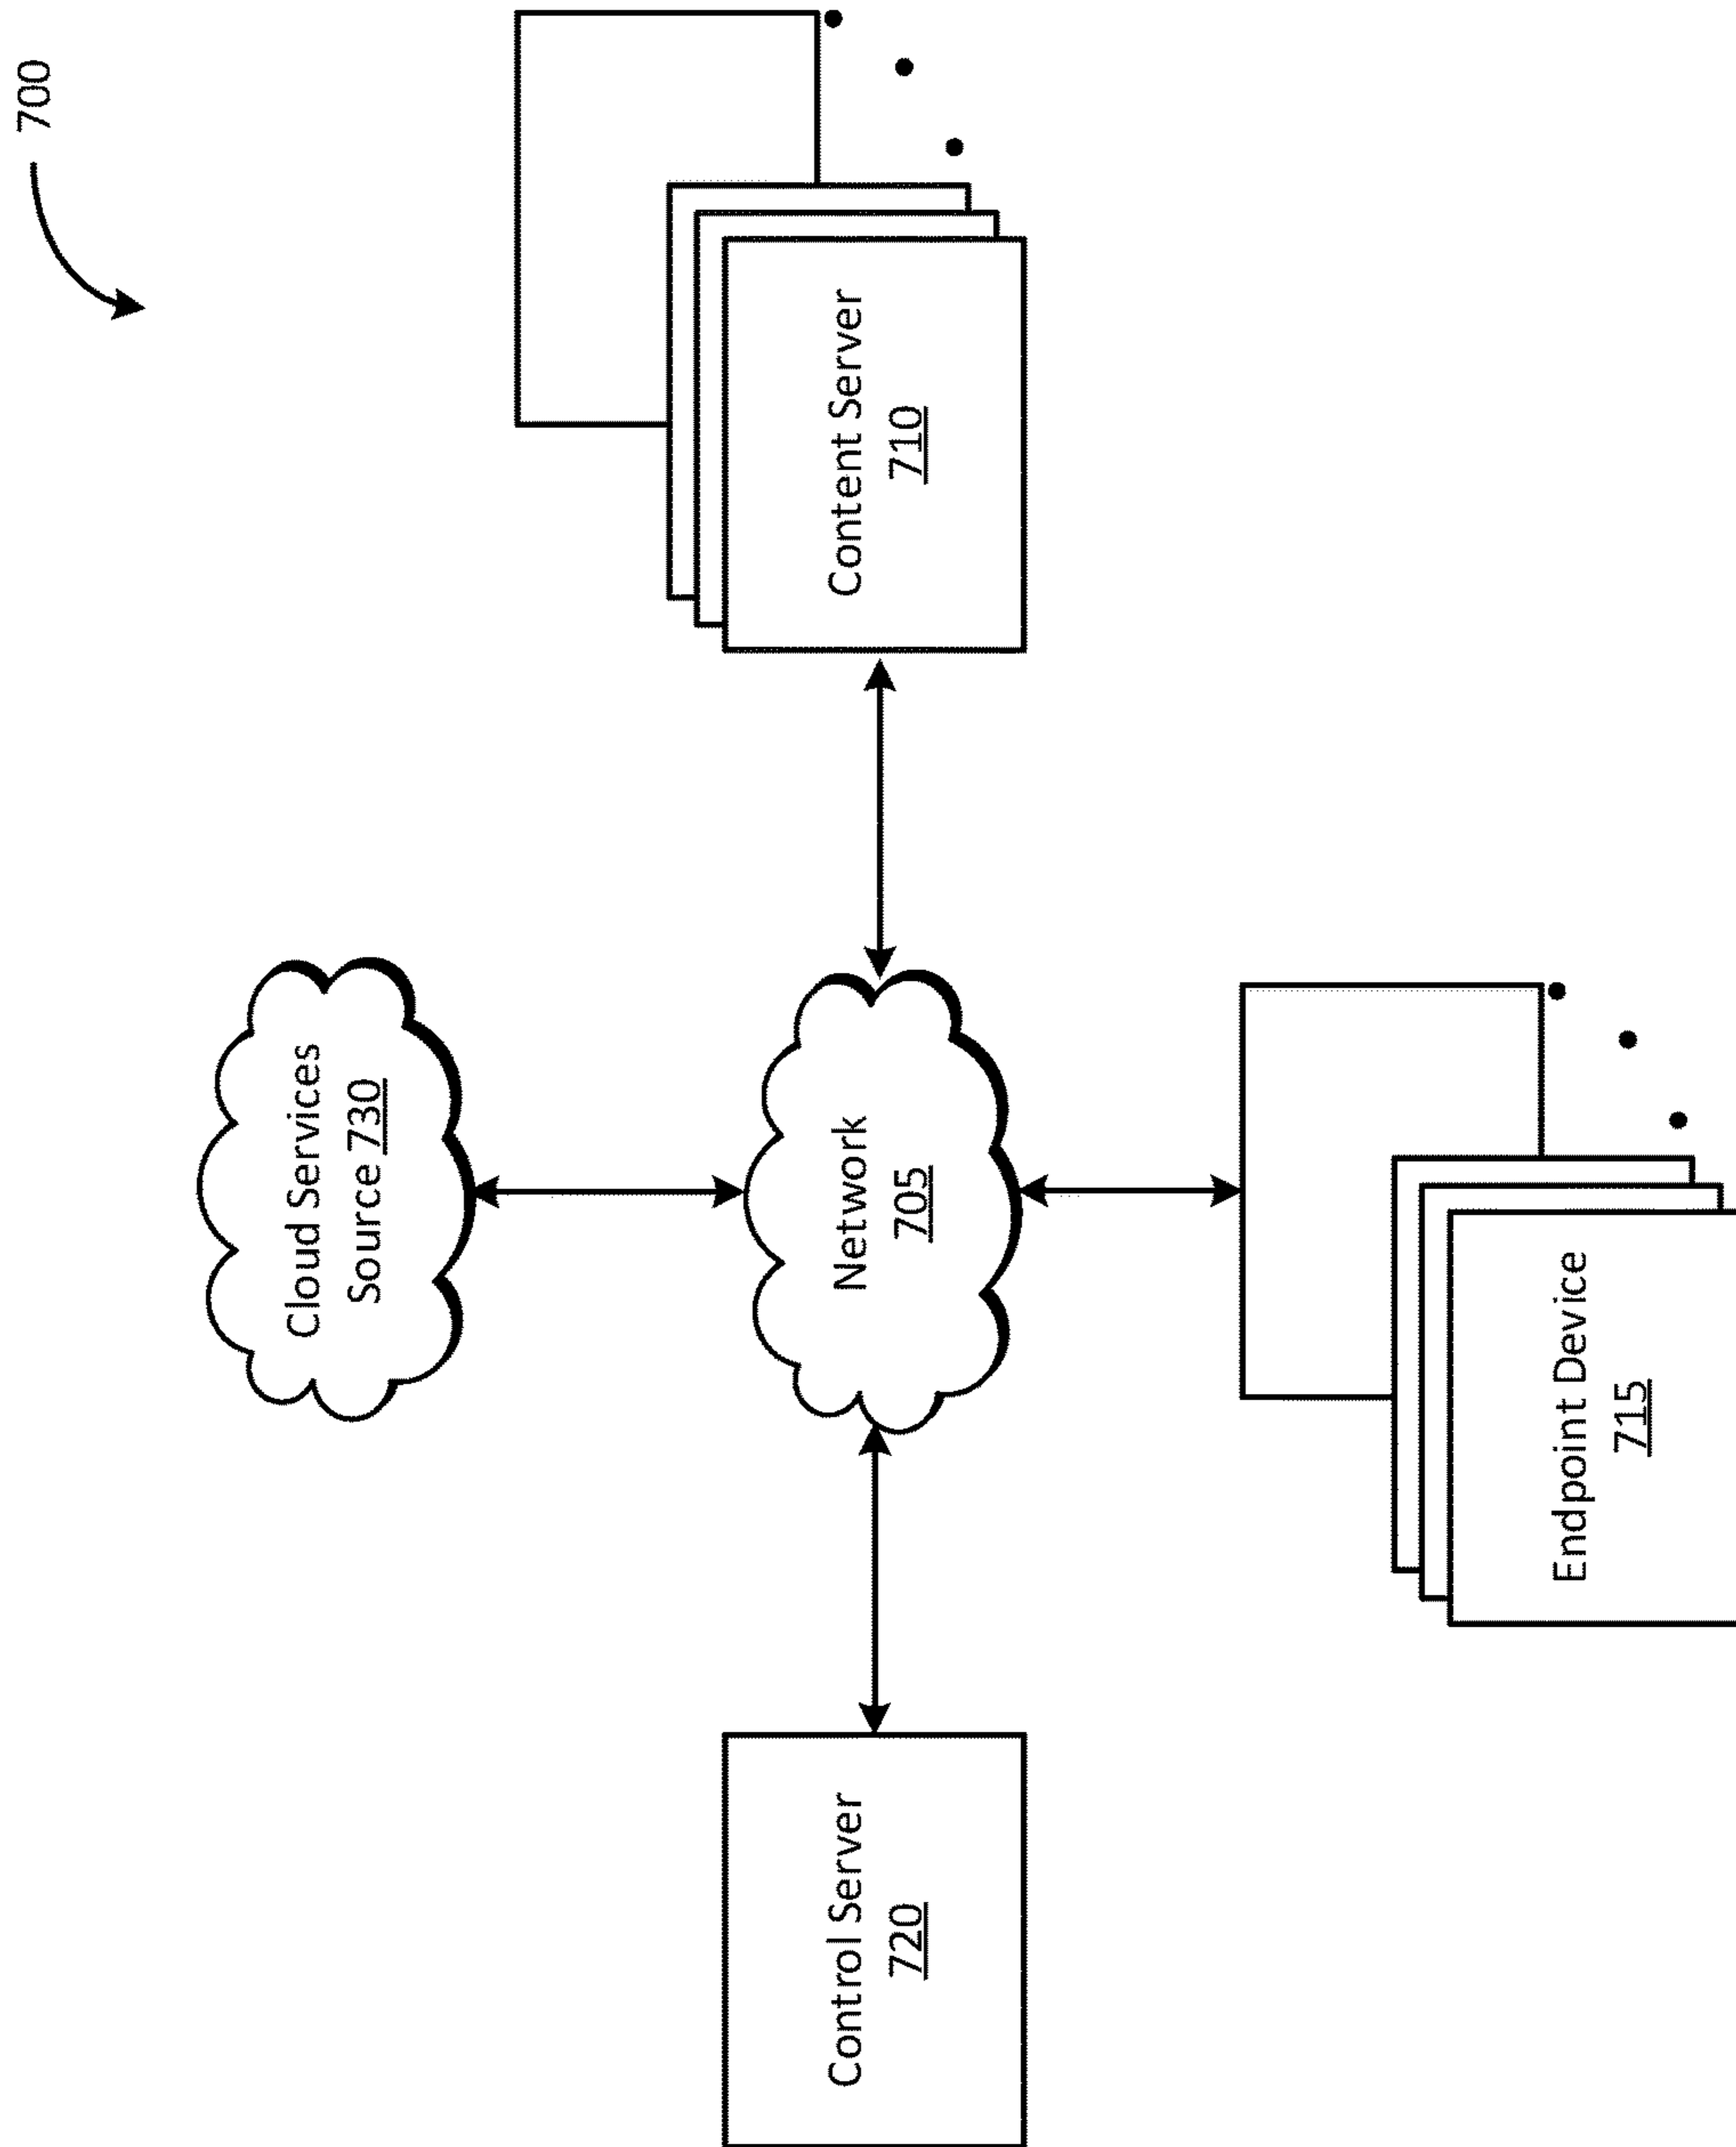 700
Cloud Services
Source 730
Control Server
720
Network
705
Content Server
710
Endpoint Device
715